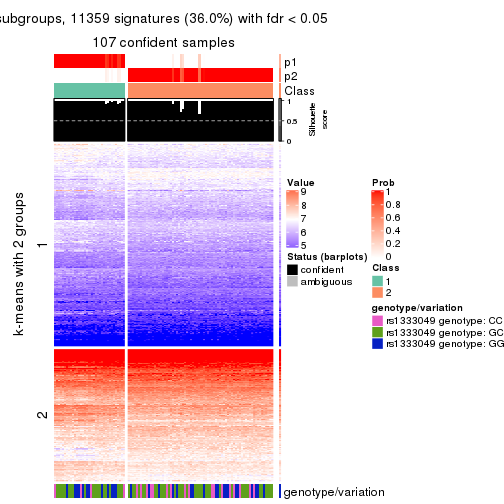 subgroups, 11359 signatures (36.0%) with fdr < 0.05
107 confident samples
p1
p2
Class
1
0.5
0
Silhouette
score
k-means with 2 groups
1
2
genotype/variation
Value
9
8
7
6
5
Status (barplots)
confident
ambiguous
Prob
1
0.8
0.6
0.4
0.2
0
Class
1
2
genotype/variation
rs1333049 genotype: CC
rs1333049 genotype: GC
rs1333049 genotype: GG